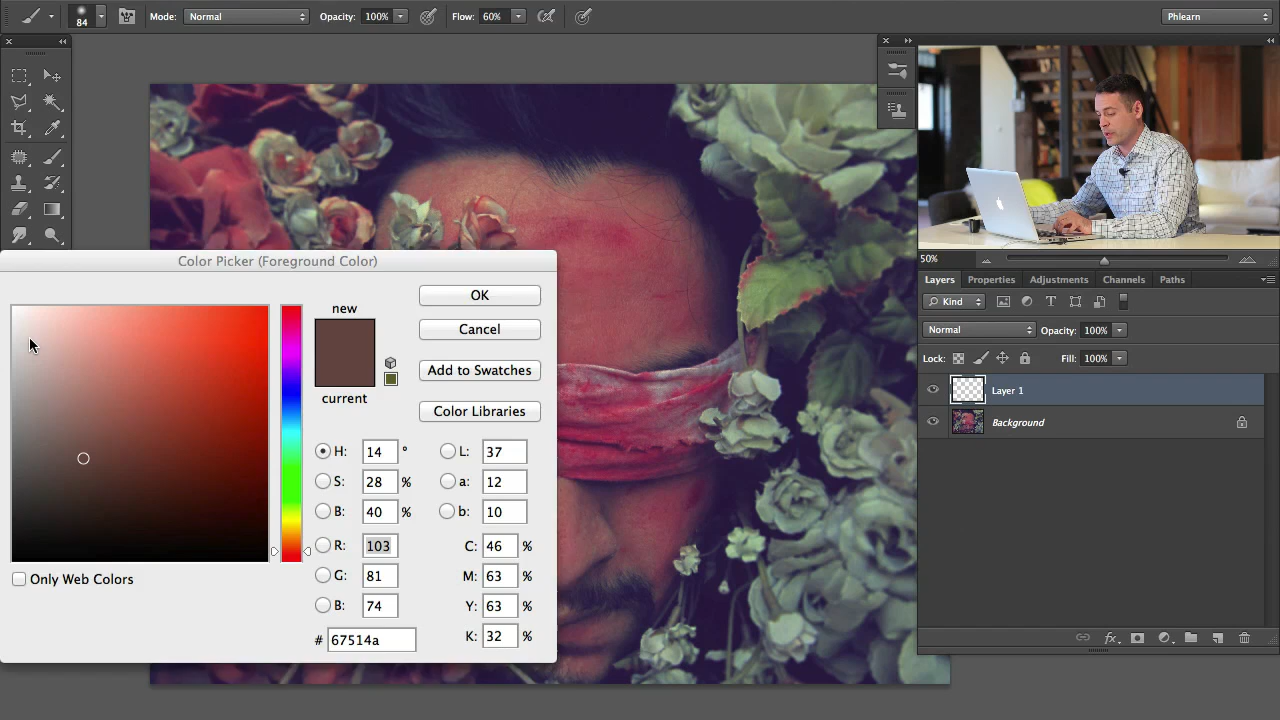 84 Mode: Normal Opacity: 100% Flow: 60% Phlearn
50%
Layers Properties Adjustments Channels Paths
Kind
Normal Opacity: 100%
Lock: Fill: 100%
Layer 1
Background
fx
Color Picker (Foreground Color)
new
current
OK
Cancel
Add to Swatches
Color Libraries
H: 14 ° L: 37
S: 28 % a: 12
B: 40 % b: 10
R: 103 C: 46 %
G: 81 M: 63 %
B: 74 Y: 63 %
# 67514a K: 32 %
Only Web Colors